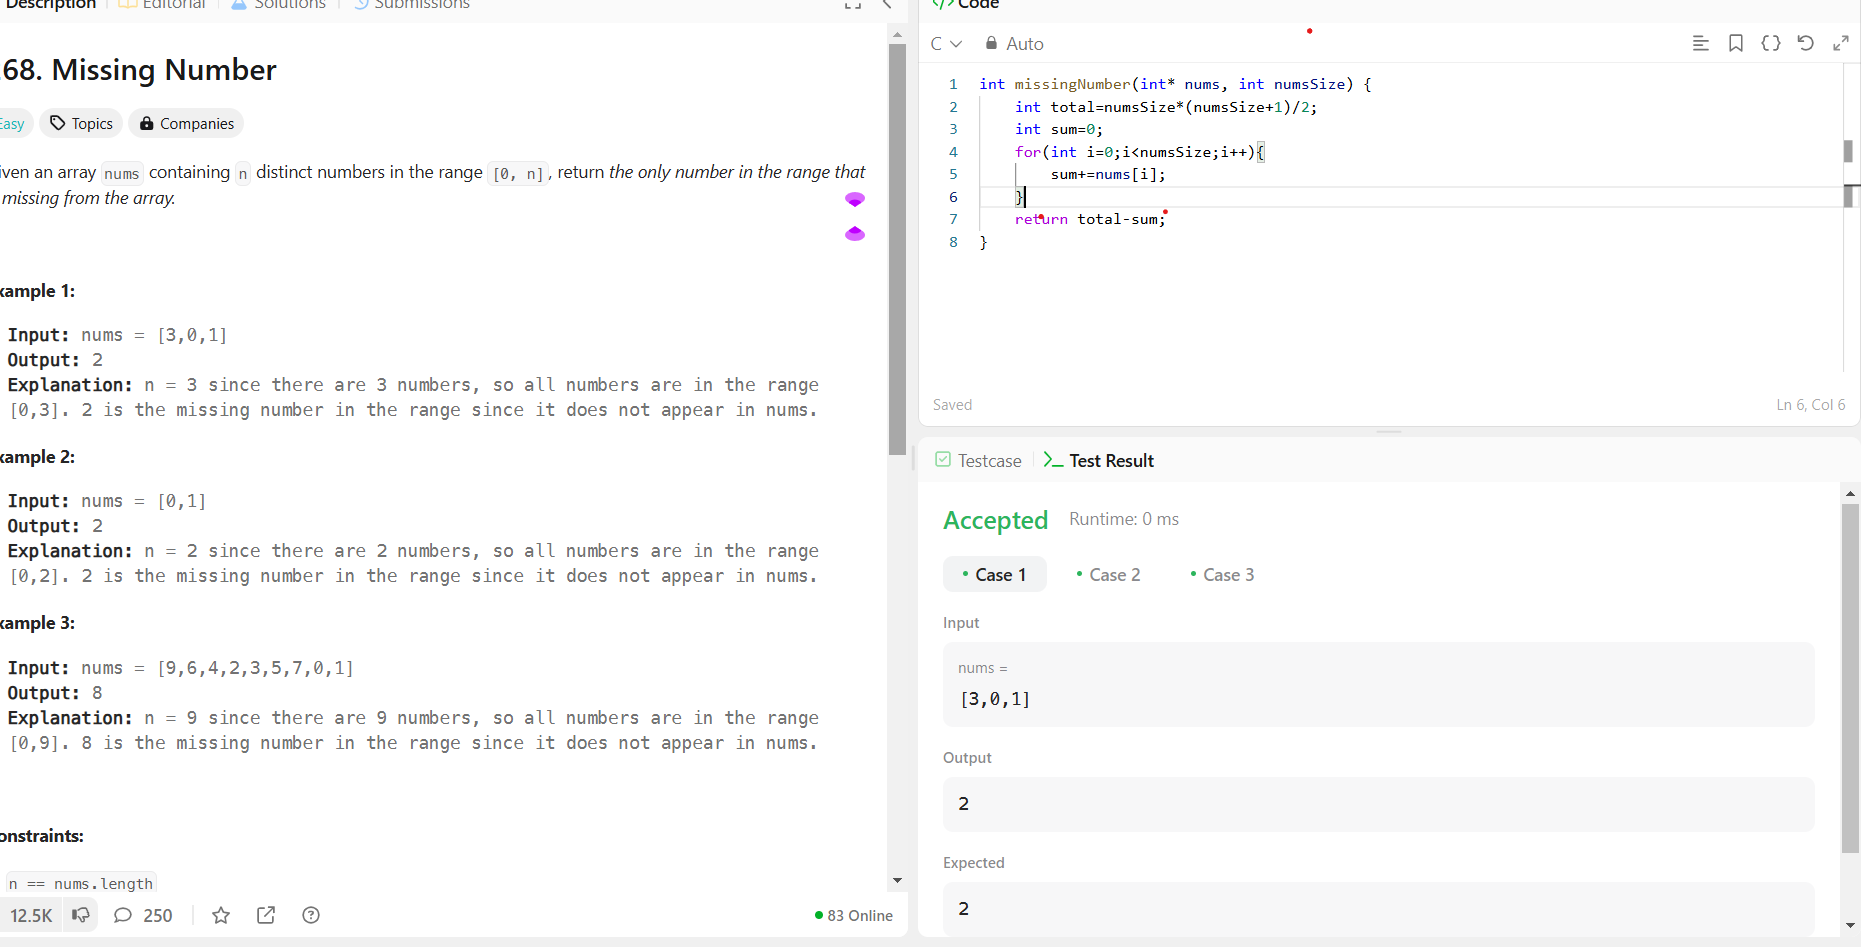 Description
Editorial
Solutions
Submissions
68. Missing Number
Easy
Topics
Companies
iven an array nums containing n distinct numbers in the range [0, n], return the only number in the range that
missing from the array.
xample 1:
Input: nums = [3,0,1]
Output: 2
Explanation: n = 3 since there are 3 numbers, so all numbers are in the range
[0,3]. 2 is the missing number in the range since it does not appear in nums.
xample 2:
Input: nums = [0,1]
Output: 2
Explanation: n = 2 since there are 2 numbers, so all numbers are in the range
[0,2]. 2 is the missing number in the range since it does not appear in nums.
xample 3:
Input: nums = [9,6,4,2,3,5,7,0,1]
Output: 8
Explanation: n = 9 since there are 9 numbers, so all numbers are in the range
[0,9]. 8 is the missing number in the range since it does not appear in nums.
onstraints:
n == nums.length
12.5K
250
83 Online
</> Code
C
Auto
1 int missingNumber(int* nums, int numsSize) {
2 int total=numsSize*(numsSize+1)/2;
3 int sum=0;
4 for(int i=0;i<numsSize;i++){
5 sum+=nums[i];
6 }
7 return total-sum;
8 }
Saved
Ln 6, Col 6
Testcase
Test Result
Accepted Runtime: 0 ms
Case 1
Case 2
Case 3
Input
nums =
[3,0,1]
Output
2
Expected
2